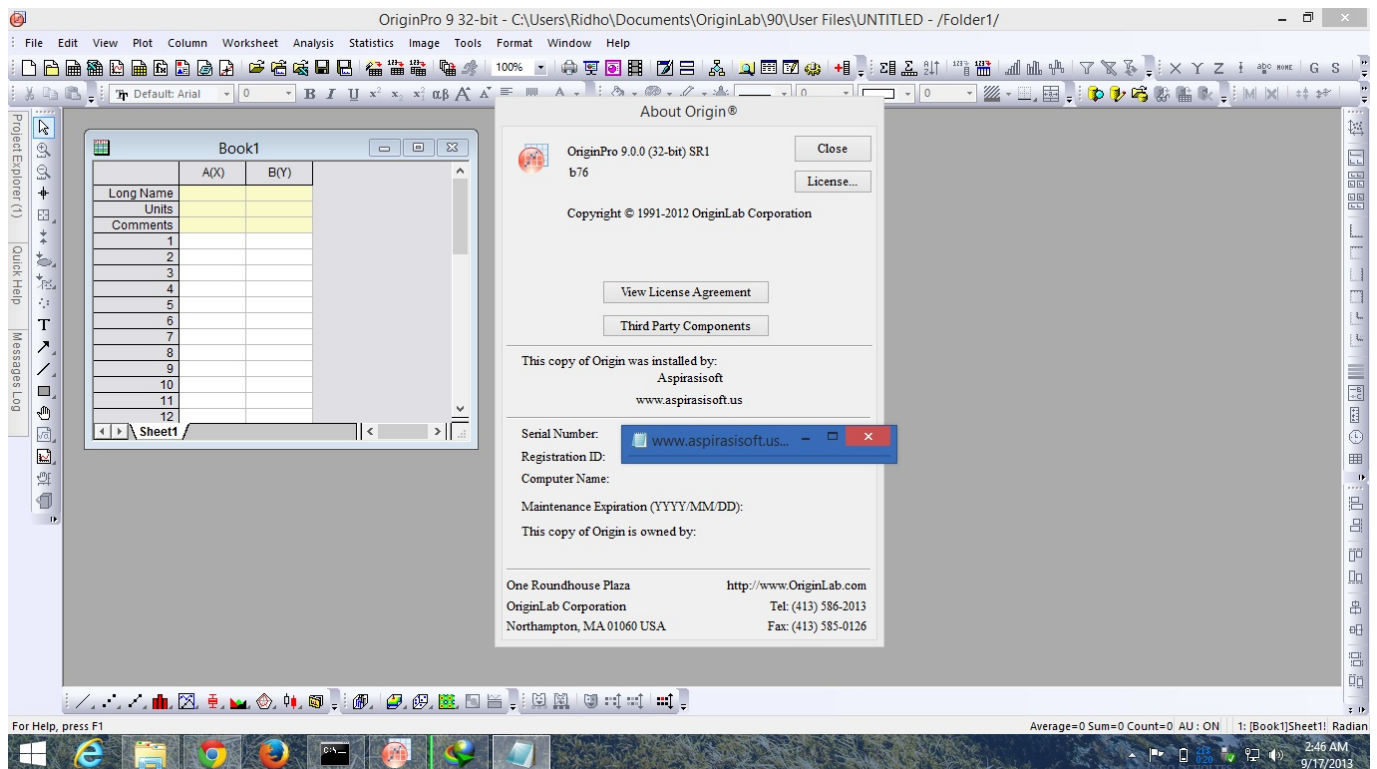 OriginPro 9 32-bit - C:\Users\Ridho\Documents\OriginLab\90\User Files\UNTITLED - /Folder1/
File Edit View Plot Column Worksheet Analysis Statistics Image Tools Format Window Help
100%
X Y Z G S
Default: Arial 0 B I U x² x₂ αβ A 0 0
Project Explorer (1)
Quick Help
Messages Log
Book1
A(X) B(Y)
Long Name
Units
Comments
1
2
3
4
5
6
7
8
9
10
11
12
Sheet1
About Origin®
OriginPro 9.0.0 (32-bit) SR1
b76
Close
License...
Copyright © 1991-2012 OriginLab Corporation
View License Agreement
Third Party Components
This copy of Origin was installed by:
Aspirasisoft
www.aspirasisoft.us
Serial Number:
www.aspirasisoft.us...
Registration ID:
Computer Name:
Maintenance Expiration (YYYY/MM/DD):
This copy of Origin is owned by:
One Roundhouse Plaza http://www.OriginLab.com
OriginLab Corporation Tel: (413) 586-2013
Northampton, MA 01060 USA Fax: (413) 585-0126
For Help, press F1
Average=0 Sum=0 Count=0 AU : ON 1: [Book1]Sheet1! Radian
2:46 AM
9/17/2013